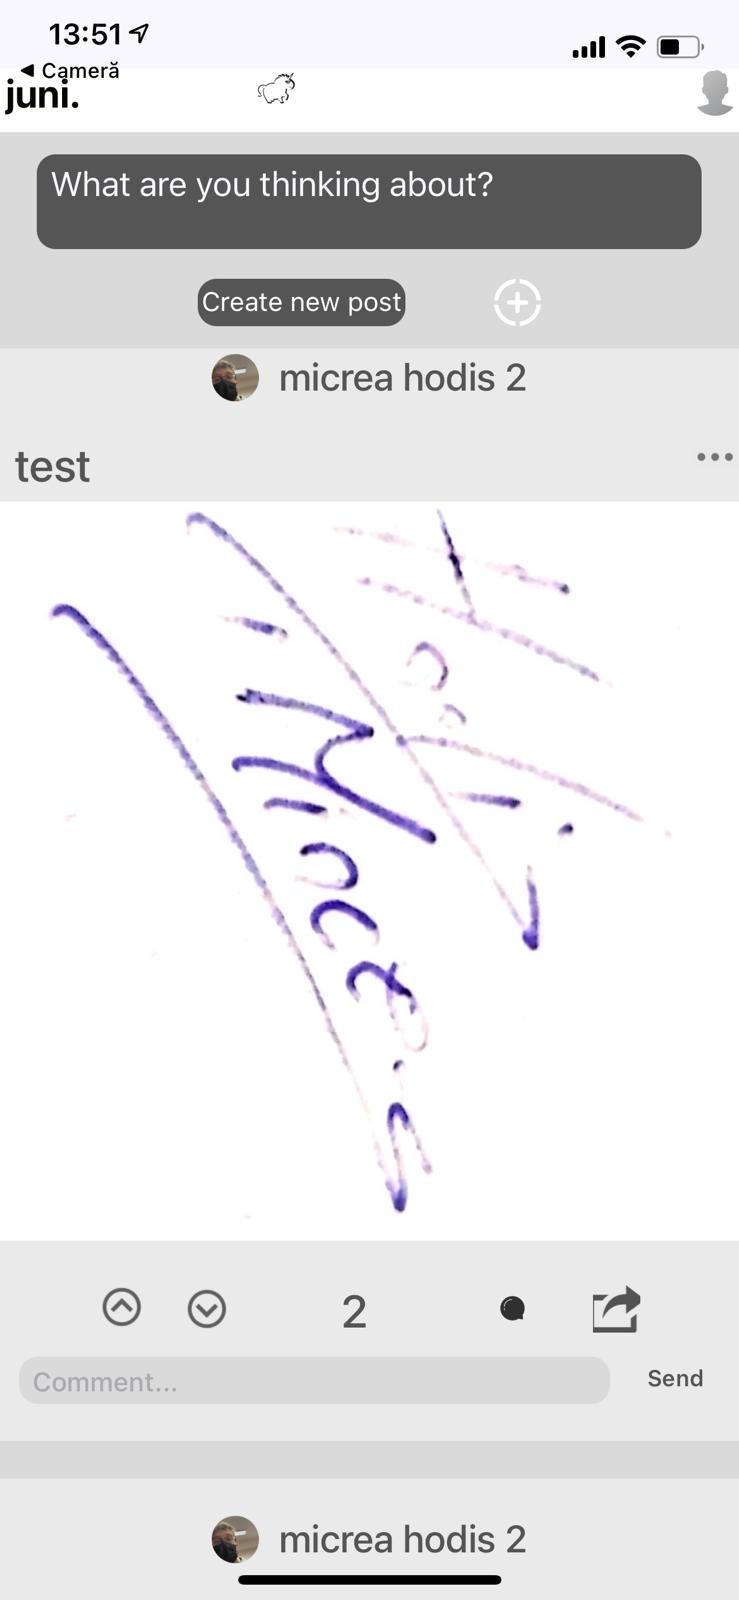 13:51
◀ Cameră
juni.
What are you thinking about?
Create new post
micrea hodis 2
test
2
Comment...
Send
micrea hodis 2